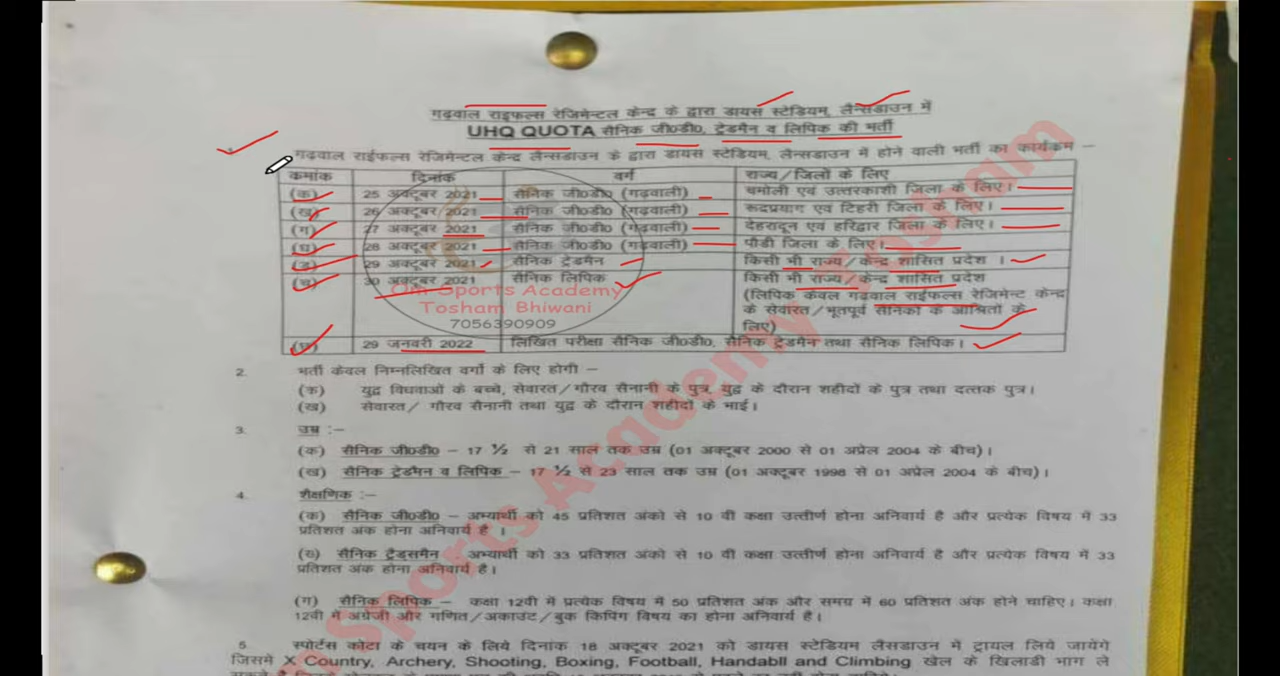 गढ़वाल राइफल्स रेजिमेन्टल केन्द्र के द्वारा डायस स्टेडियम, लैन्सडाउन में
UHQ QUOTA सैनिक जी0डी0, ट्रेडमैन व लिपिक की भर्ती
1. गढ़वाल राईफल्स रेजिमेन्टल केन्द्र लैन्सडाउन के द्वारा डायस स्टेडियम, लैन्सडाउन में होने वाली भर्ती का कार्यक्रम –
कमांक दिनांक वर्ग राज्य/जिलों के लिए
(क) 25 अक्टूबर 2021 सैनिक जी0डी0 (गढ़वाली) चमोली एवं उत्तरकाशी जिला के लिए।
(ख) 26 अक्टूबर 2021 सैनिक जी0डी0 (गढ़वाली) रूदप्रयाग एवं टिहरी जिला के लिए।
(ग) 27 अक्टूबर 2021 सैनिक जी0डी0 (गढ़वाली) देहरादून एवं हरिद्वार जिला के लिए।
(घ) 28 अक्टूबर 2021 सैनिक जी0डी0 (गढ़वाली) पौडी जिला के लिए।
(ड) 29 अक्टूबर 2021 सैनिक ट्रेडमैन किसी भी राज्य/केन्द्र शासित प्रदेश ।
(च) 30 अक्टूबर 2021 सैनिक लिपिक किसी भी राज्य/केन्द्र शासित प्रदेश
(लिपिक केवल गढ़वाल राईफल्स रेजिमेन्ट केन्द्र
के सेवारत/भूतपूर्व सैनिकों के आश्रितों के
लिए)
29 जनवरी 2022 लिखित परीक्षा सैनिक जी0डी0, सैनिक ट्रेडमैन तथा सैनिक लिपिक।
Om Sports Academy
Tosham Bhiwani
7056390909
2. भर्ती केवल निम्नलिखित वर्गो के लिए होगी –
(क) युद्व विधवाओं के बच्चे, सेवारत/गौरव सैनानी के पुत्र, युद्व के दौरान शहीदों के पुत्र तथा दत्तक पुत्र।
(ख) सेवारत/ गौरव सैनानी तथा युद्व के दौरान शहीदों के भाई।
3. उम्र :–
(क) सैनिक जी0डी0 – 17 ½ से 21 साल तक उम्र (01 अक्टूबर 2000 से 01 अप्रेल 2004 के बीच)।
(ख) सैनिक ट्रेडमैन व लिपिक – 17 ½ से 23 साल तक उम्र (01 अक्टूबर 1998 से 01 अप्रेल 2004 के बीच)।
4. शैक्षणिक :–
(क) सैनिक जी0डी0 – अभ्यार्थी को 45 प्रतिशत अंको से 10 वी कक्षा उत्तीर्ण होना अनिवार्य है और प्रत्येक विषय में 33
प्रतिशत अंक होना अनिवार्य है ।
(ख) सैनिक ट्रैडसमैन अभ्यार्थी को 33 प्रतिशत अंको से 10 वी कक्षा उत्तीर्ण होना अनिवार्य है और प्रत्येक विषय में 33
प्रतिशत अंक होना अनिवार्य है।
(ग) सैनिक लिपिक – कक्षा 12वी में प्रत्येक विषय में 50 प्रतिशत अंक और समग्र में 60 प्रतिशत अंक होने चाहिए। कक्षा
12वी में अंग्रेजी और गणित/अकाउंट/बुक किपिंग विषय का होना अनिवार्य है।
5. स्पोर्टस कोटा के चयन के लिये दिनांक 18 अक्टूबर 2021 को डायस स्टेडियम लैंसडाउन में ट्रायल लिये जायेंगे
जिसमे X Country, Archery, Shooting, Boxing, Football, Handabll and Climbing खेल के खिलाडी भाग ले
Om Sports Academy Tosham